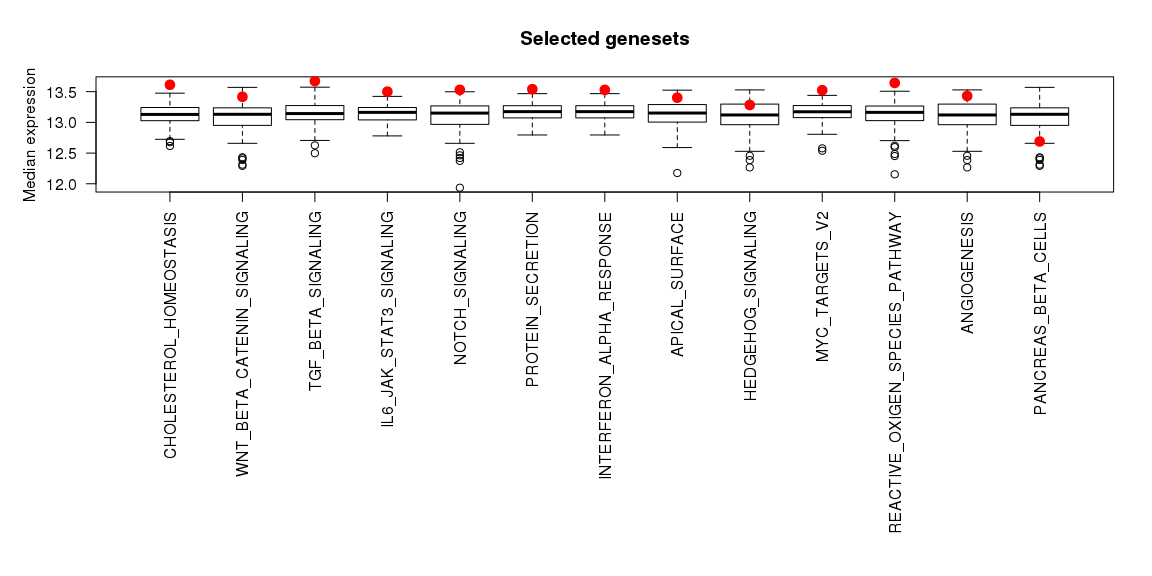 Selected genesets
Median expression
13.5
13.0
12.5
12.0
CHOLESTEROL_HOMEOSTASIS
WNT_BETA_CATENIN_SIGNALING
TGF_BETA_SIGNALING
IL6_JAK_STAT3_SIGNALING
NOTCH_SIGNALING
PROTEIN_SECRETION
INTERFERON_ALPHA_RESPONSE
APICAL_SURFACE
HEDGEHOG_SIGNALING
MYC_TARGETS_V2
REACTIVE_OXIGEN_SPECIES_PATHWAY
ANGIOGENESIS
PANCREAS_BETA_CELLS